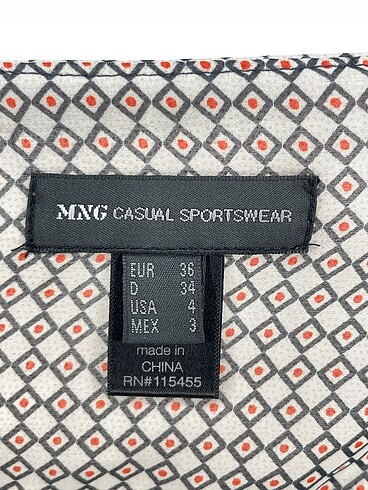 MNG CASUAL SPORTSWEAR
EUR 36
D 34
USA 4
MEX 3
made in
CHINA
RN#115455